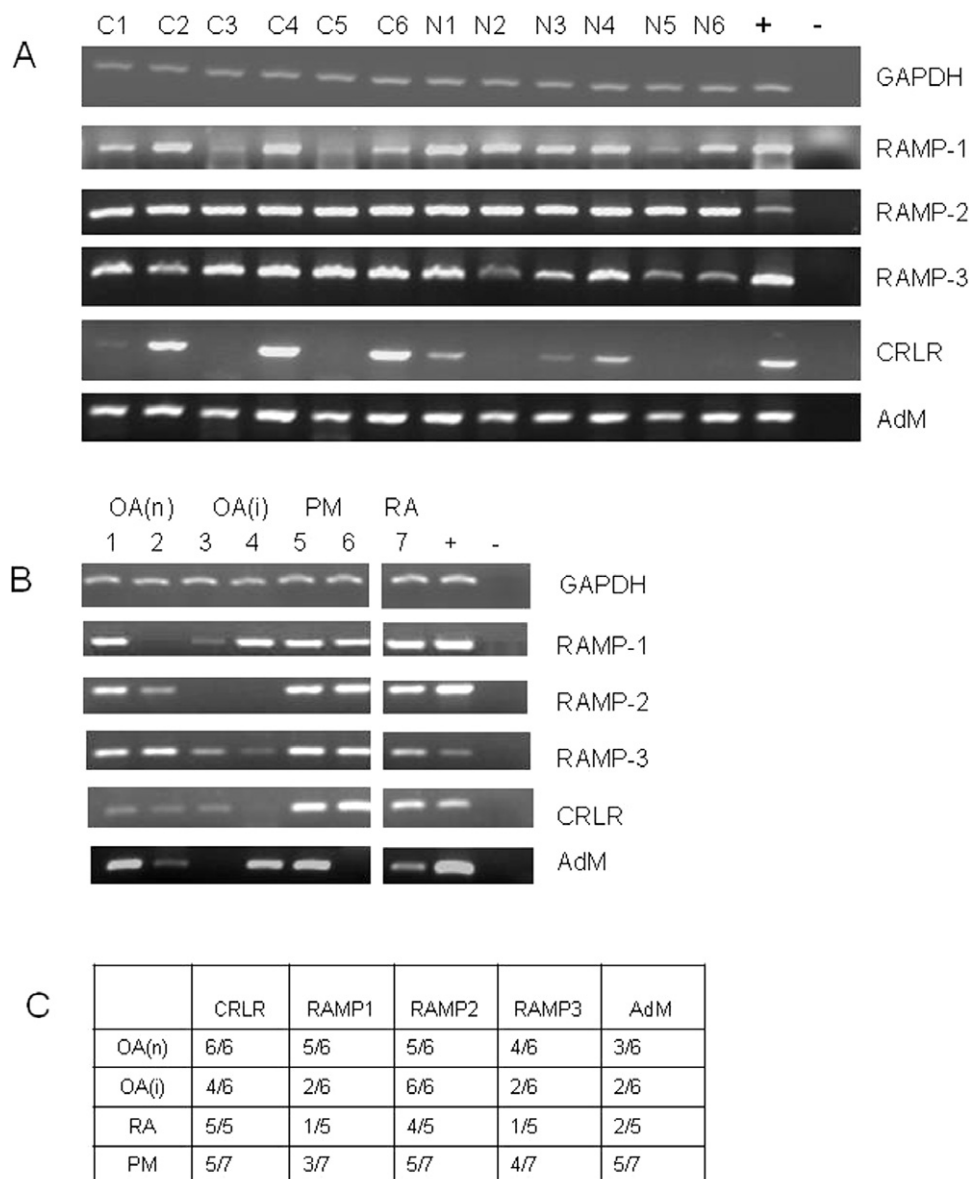 A
C1 C2 C3 C4 C5 C6 N1 N2 N3 N4 N5 N6 + -
GAPDH
RAMP-1
RAMP-2
RAMP-3
CRLR
AdM
B
OA(n) OA(i) PM RA
1 2 3 4 5 6 7 + -
GAPDH
RAMP-1
RAMP-2
RAMP-3
CRLR
AdM
C
CRLR RAMP1 RAMP2 RAMP3 AdM
OA(n) 6/6 5/6 5/6 4/6 3/6
OA(i) 4/6 2/6 6/6 2/6 2/6
RA 5/5 1/5 4/5 1/5 2/5
PM 5/7 3/7 5/7 4/7 5/7